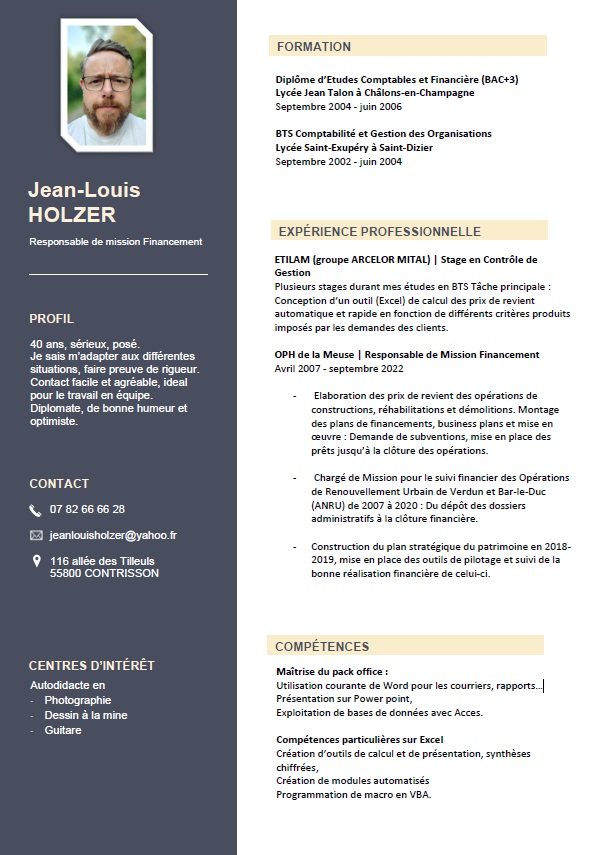 Jean-Louis
HOLZER
Responsable de mission Financement
PROFIL
40 ans, sérieux, posé.
Je sais m'adapter aux différentes
situations, faire preuve de rigueur.
Contact facile et agréable, ideal
pour le travail en équipe.
Diplomate, de bonne humeur et
optimiste.
CONTACT
07 82 66 66 28
jeanlouisholzer@yahoo.fr
116 allée des Tilleuls
55800 CONTRISSON
CENTRES D'INTÉRÊT
Autodidacte en
- Photographie
- Dessin à la mine
- Guitare
FORMATION
Diplôme d'Etudes Comptables et Financière (BAC+3)
Lycée Jean Talon à Châlons-en-Champagne
Septembre 2004 - juin 2006
BTS Comptabilité et Gestion des Organisations
Lycée Saint-Exupéry à Saint-Dizier
Septembre 2002 - juin 2004
EXPÉRIENCE PROFESSIONNELLE
ETILAM (groupe ARCELOR MITAL) | Stage en Contrôle de
Gestion
Plusieurs stages durant mes études en BTS Tâche principale :
Conception d'un outil (Excel) de calcul des prix de revient
automatique et rapide en fonction de différents critères produits
imposés par les demandes des clients.
OPH de la Meuse | Responsable de Mission Financement
Avril 2007 - septembre 2022
- Elaboration des prix de revient des opérations de
constructions, réhabilitations et démolitions. Montage
des plans de financements, business plans et mise en
œuvre : Demande de subventions, mise en place des
prêts jusqu'à la clôture des opérations.
- Chargé de Mission pour le suivi financier des Opérations
de Renouvellement Urbain de Verdun et Bar-le-Duc
(ANRU) de 2007 à 2020 : Du dépôt des dossiers
administratifs à la clôture financière.
- Construction du plan stratégique du patrimoine en 2018-
2019, mise en place des outils de pilotage et suivi de la
bonne réalisation financière de celui-ci.
COMPÉTENCES
Maîtrise du pack office :
Utilisation courante de Word pour les courriers, rapports...
Présentation sur Power point,
Exploitation de bases de données avec Acces.
Compétences particulières sur Excel
Création d'outils de calcul et de présentation, synthèses
chiffrées,
Création de modules automatisés
Programmation de macro en VBA.